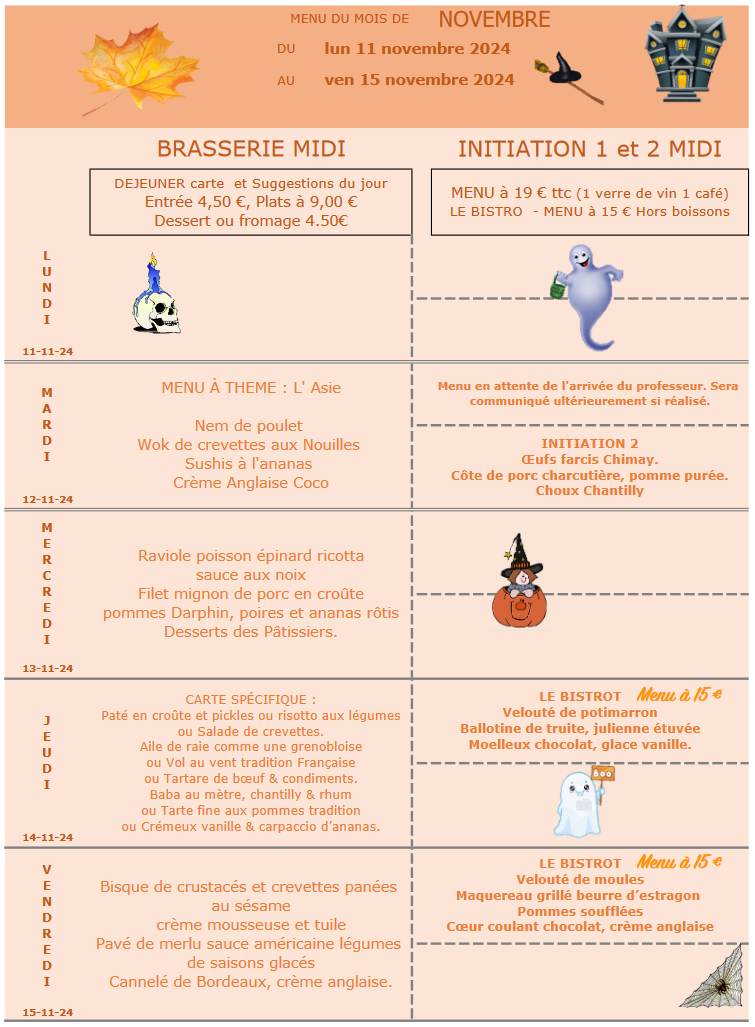 MENU DU MOIS DE NOVEMBRE
DU lun 11 novembre 2024
AU ven 15 novembre 2024
BRASSERIE MIDI
INITIATION 1 et 2 MIDI
DEJEUNER carte et Suggestions du jour
Entrée 4,50 €, Plats à 9,00 €
Dessert ou fromage 4.50€
MENU à 19 € ttc (1 verre de vin 1 café)
LE BISTRO - MENU à 15 € Hors boissons
LUNDI
11-11-24
MARDI
12-11-24
MENU À THEME : L' Asie
Nem de poulet
Wok de crevettes aux Nouilles
Sushis à l'ananas
Crème Anglaise Coco
Menu en attente de l'arrivée du professeur. Sera
communiqué ultérieurement si réalisé.
INITIATION 2
Œufs farcis Chimay.
Côte de porc charcutière, pomme purée.
Choux Chantilly
MERCREDI
13-11-24
Raviole poisson épinard ricotta
sauce aux noix
Filet mignon de porc en croûte
pommes Darphin, poires et ananas rôtis
Desserts des Pâtissiers.
JEUDI
14-11-24
CARTE SPÉCIFIQUE :
Paté en croûte et pickles ou risotto aux légumes
ou Salade de crevettes.
Aile de raie comme une grenobloise
ou Vol au vent tradition Française
ou Tartare de bœuf & condiments.
Baba au mètre, chantilly & rhum
ou Tarte fine aux pommes tradition
ou Crémeux vanille & carpaccio d'ananas.
LE BISTROT Menu à 15 €
Velouté de potimarron
Ballotine de truite, julienne étuvée
Moelleux chocolat, glace vanille.
BOO
VENDREDI
15-11-24
Bisque de crustacés et crevettes panées
au sésame
crème mousseuse et tuile
Pavé de merlu sauce américaine légumes
de saisons glacés
Cannelé de Bordeaux, crème anglaise.
LE BISTROT Menu à 15 €
Velouté de moules
Maquereau grillé beurre d’estragon
Pommes soufflées
Cœur coulant chocolat, crème anglaise